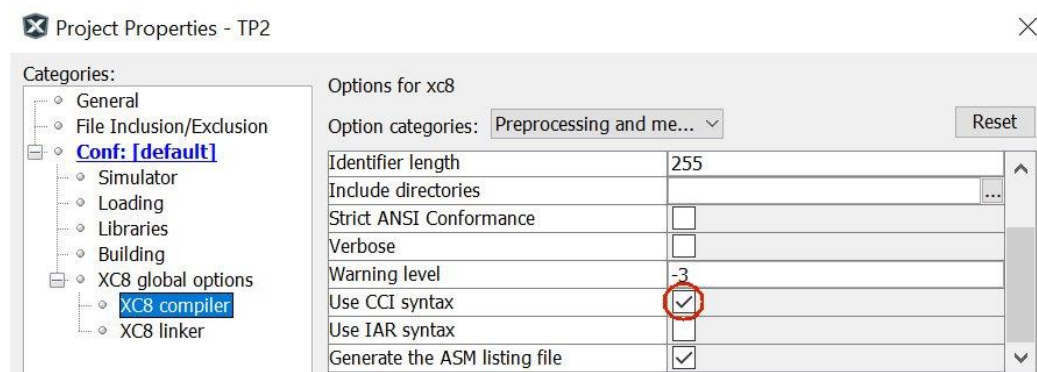 Project Properties - TP2
Categories:
General
File Inclusion/Exclusion
Conf: [default]
Simulator
Loading
Libraries
Building
XC8 global options
XC8 compiler
XC8 linker
Options for xc8
Option categories: Preprocessing and me... Reset
Identifier length 255
Include directories ...
Strict ANSI Conformance
Verbose
Warning level -3
Use CCI syntax
Use IAR syntax
Generate the ASM listing file